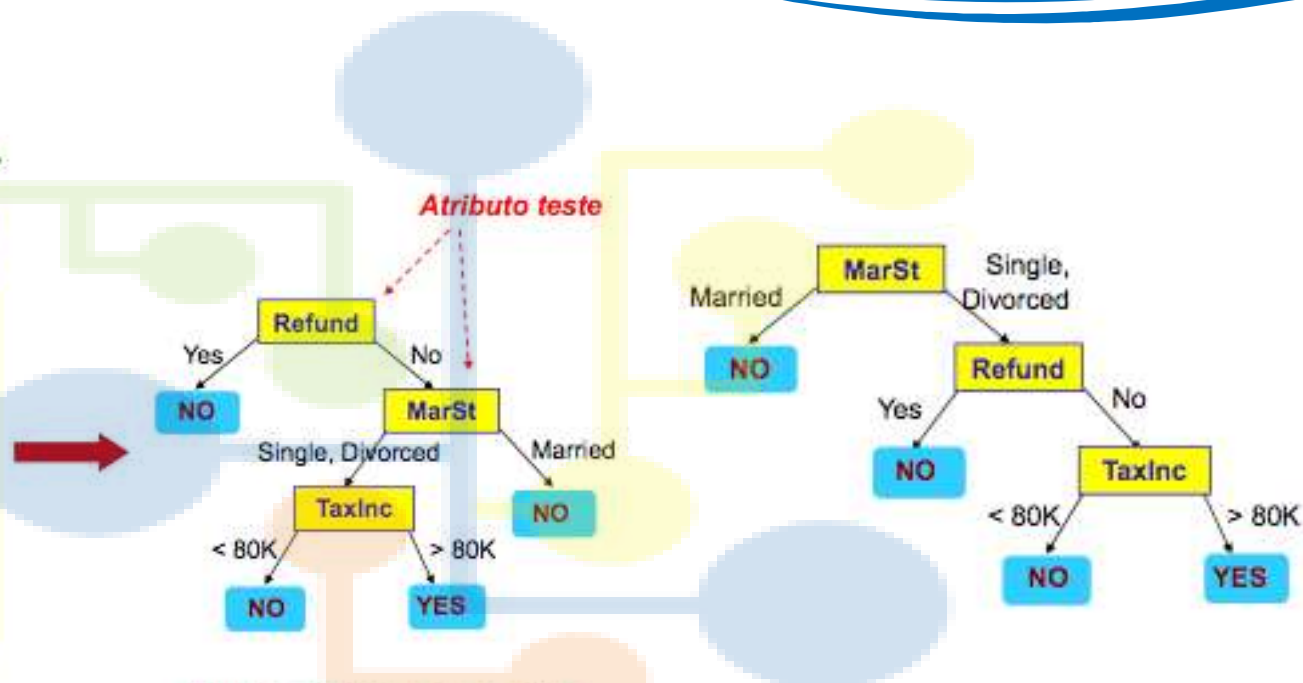 Atributo teste
Refund
Yes
No
NO
MarSt
Single, Divorced
Married
TaxInc
NO
< 80K
> 80K
NO
YES
MarSt
Single,
Divorced
Married
NO
Refund
Yes
No
NO
TaxInc
< 80K
> 80K
NO
YES